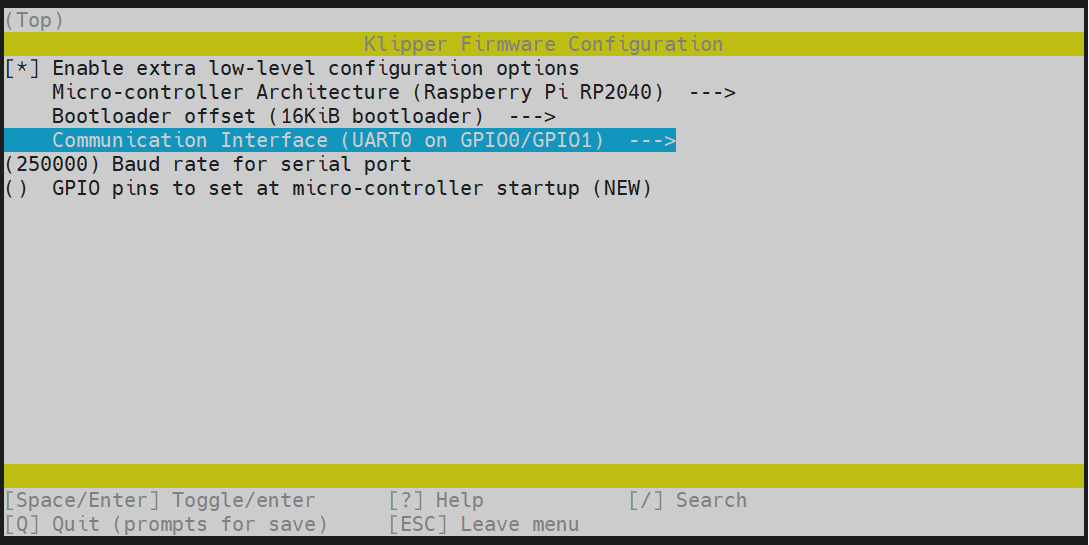 (Top)
Klipper Firmware Configuration
[*] Enable extra low-level configuration options
Micro-controller Architecture (Raspberry Pi RP2040)  --->
Bootloader offset (16KiB bootloader)  --->
Communication Interface (UART0 on GPIO0/GPIO1)  --->
(250000) Baud rate for serial port
()  GPIO pins to set at micro-controller startup (NEW)
[Space/Enter] Toggle/enter      [?] Help            [/] Search
[Q] Quit (prompts for save)     [ESC] Leave menu